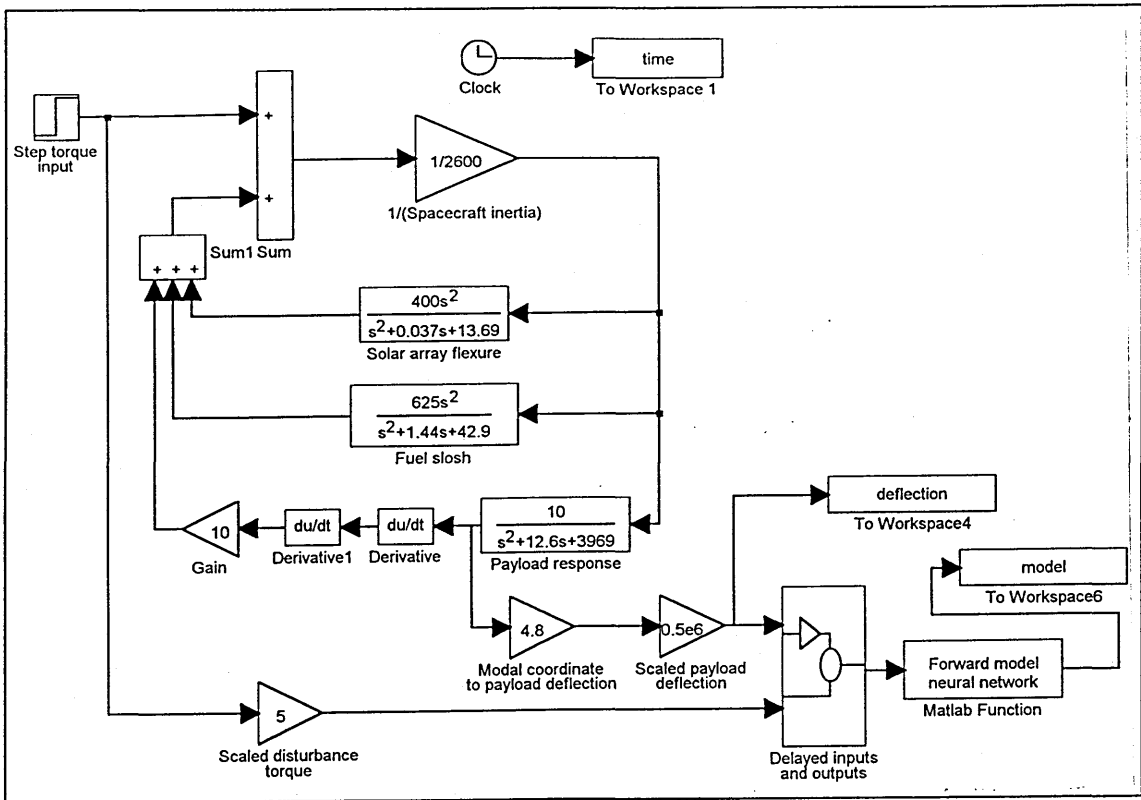 time
Clock
To Workspace 1
Step torque
input
+
+
1/2600
1/(Spacecraft inertia)
Sum1 Sum
+ + +
400s²
s²+0.037s+13.69
Solar array flexure
625s²
s²+1.44s+42.9
Fuel slosh
10
Gain
du/dt
Derivative1
du/dt
Derivative
10
s²+12.6s+3969
Payload response
deflection
To Workspace4
model
To Workspace6
4.8
Modal coordinate
to payload deflection
0.5e6
Scaled payload
deflection
Forward model
neural network
Matlab Function
5
Scaled disturbance
torque
Delayed inputs
and outputs